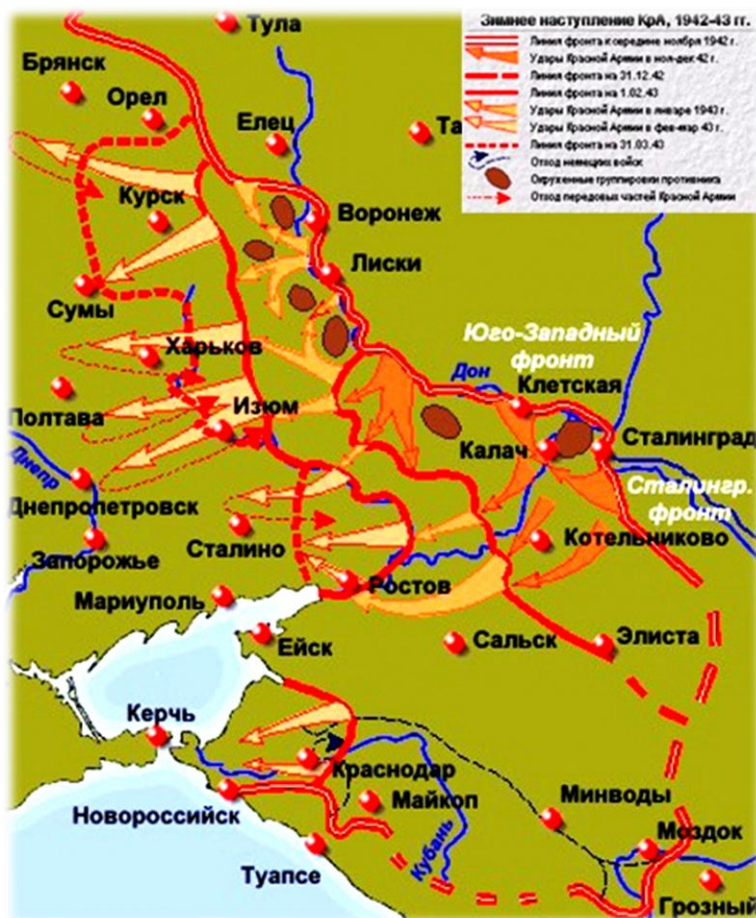 Зимнее наступление КрА, 1942-43 гг.
Линия фронта к середине ноября 1942 г.
Удары Красной Армии в ноя-дек 42 г.
Линия фронта на 31.12.42
Линия фронта на 1.02.43
Удары Красной Армии в январе 1943 г.
Удары Красной Армии в фев-мар 43 г.
Линия фронта на 31.03.43
Отход немецких войск
Окруженные группировки противника
Отход передовых частей Красной Армии
Тула
Брянск
Орел
Елец
Та
Курск
Воронеж
Лиски
Сумы
Харьков
Юго-Западный
фронт
Дон
Клетская
Полтава
Изюм
Калач
Сталинград
Днепр
Сталингр.
фронт
Днепропетровск
Сталино
Котельниково
Запорожье
Ростов
Мариуполь
Ейск
Сальск
Элиста
Керчь
Краснодар
Новороссийск
Майкоп
Минводы
Кубань
Моздок
Туапсе
Грозный